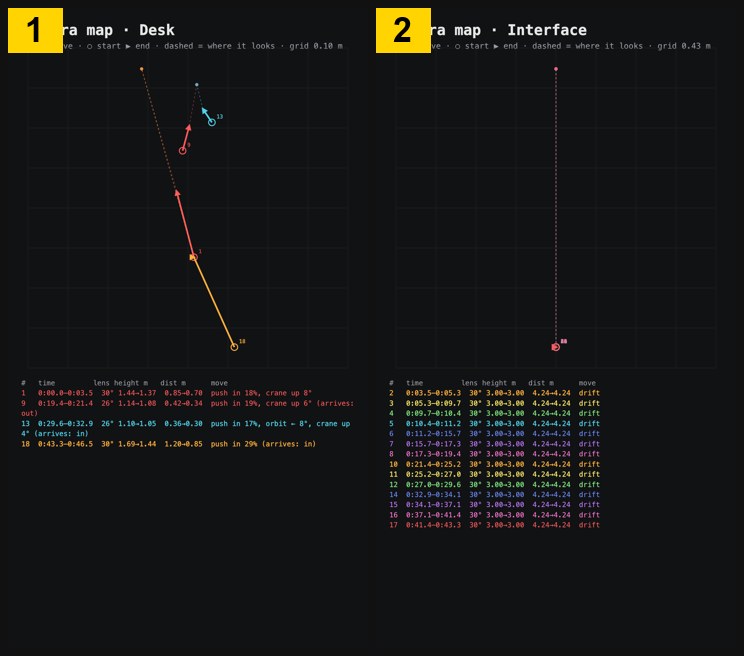 1
ra map · Desk
ve · ○ start ▶ end · dashed = where it looks · grid 0.10 m
13
9
1
18
# time lens height m dist m move
1 0:00.0–0:03.5 30° 1.44→1.37 0.85→0.70 push in 18%, crane up 8°
9 0:19.4–0:21.4 26° 1.14→1.08 0.42→0.34 push in 19%, crane up 6° (arrives:
out)
13 0:29.6–0:32.9 26° 1.10→1.05 0.36→0.30 push in 17%, orbit ← 8°, crane up
4° (arrives: in)
18 0:43.3–0:46.5 30° 1.69→1.44 1.20→0.85 push in 29% (arrives: in)
2
ra map · Interface
ve · ○ start ▶ end · dashed = where it looks · grid 0.43 m
# time lens height m dist m move
2 0:03.5–0:05.3 30° 3.00→3.00 4.24→4.24 drift
3 0:05.3–0:09.7 30° 3.00→3.00 4.24→4.24 drift
4 0:09.7–0:10.4 30° 3.00→3.00 4.24→4.24 drift
5 0:10.4–0:11.2 30° 3.00→3.00 4.24→4.24 drift
6 0:11.2–0:15.7 30° 3.00→3.00 4.24→4.24 drift
7 0:15.7–0:17.3 30° 3.00→3.00 4.24→4.24 drift
8 0:17.3–0:19.4 30° 3.00→3.00 4.24→4.24 drift
10 0:21.4–0:25.2 30° 3.00→3.00 4.24→4.24 drift
11 0:25.2–0:27.0 30° 3.00→3.00 4.24→4.24 drift
12 0:27.0–0:29.6 30° 3.00→3.00 4.24→4.24 drift
14 0:32.9–0:34.1 30° 3.00→3.00 4.24→4.24 drift
15 0:34.1–0:37.1 30° 3.00→3.00 4.24→4.24 drift
16 0:37.1–0:41.4 30° 3.00→3.00 4.24→4.24 drift
17 0:41.4–0:43.3 30° 3.00→3.00 4.24→4.24 drift